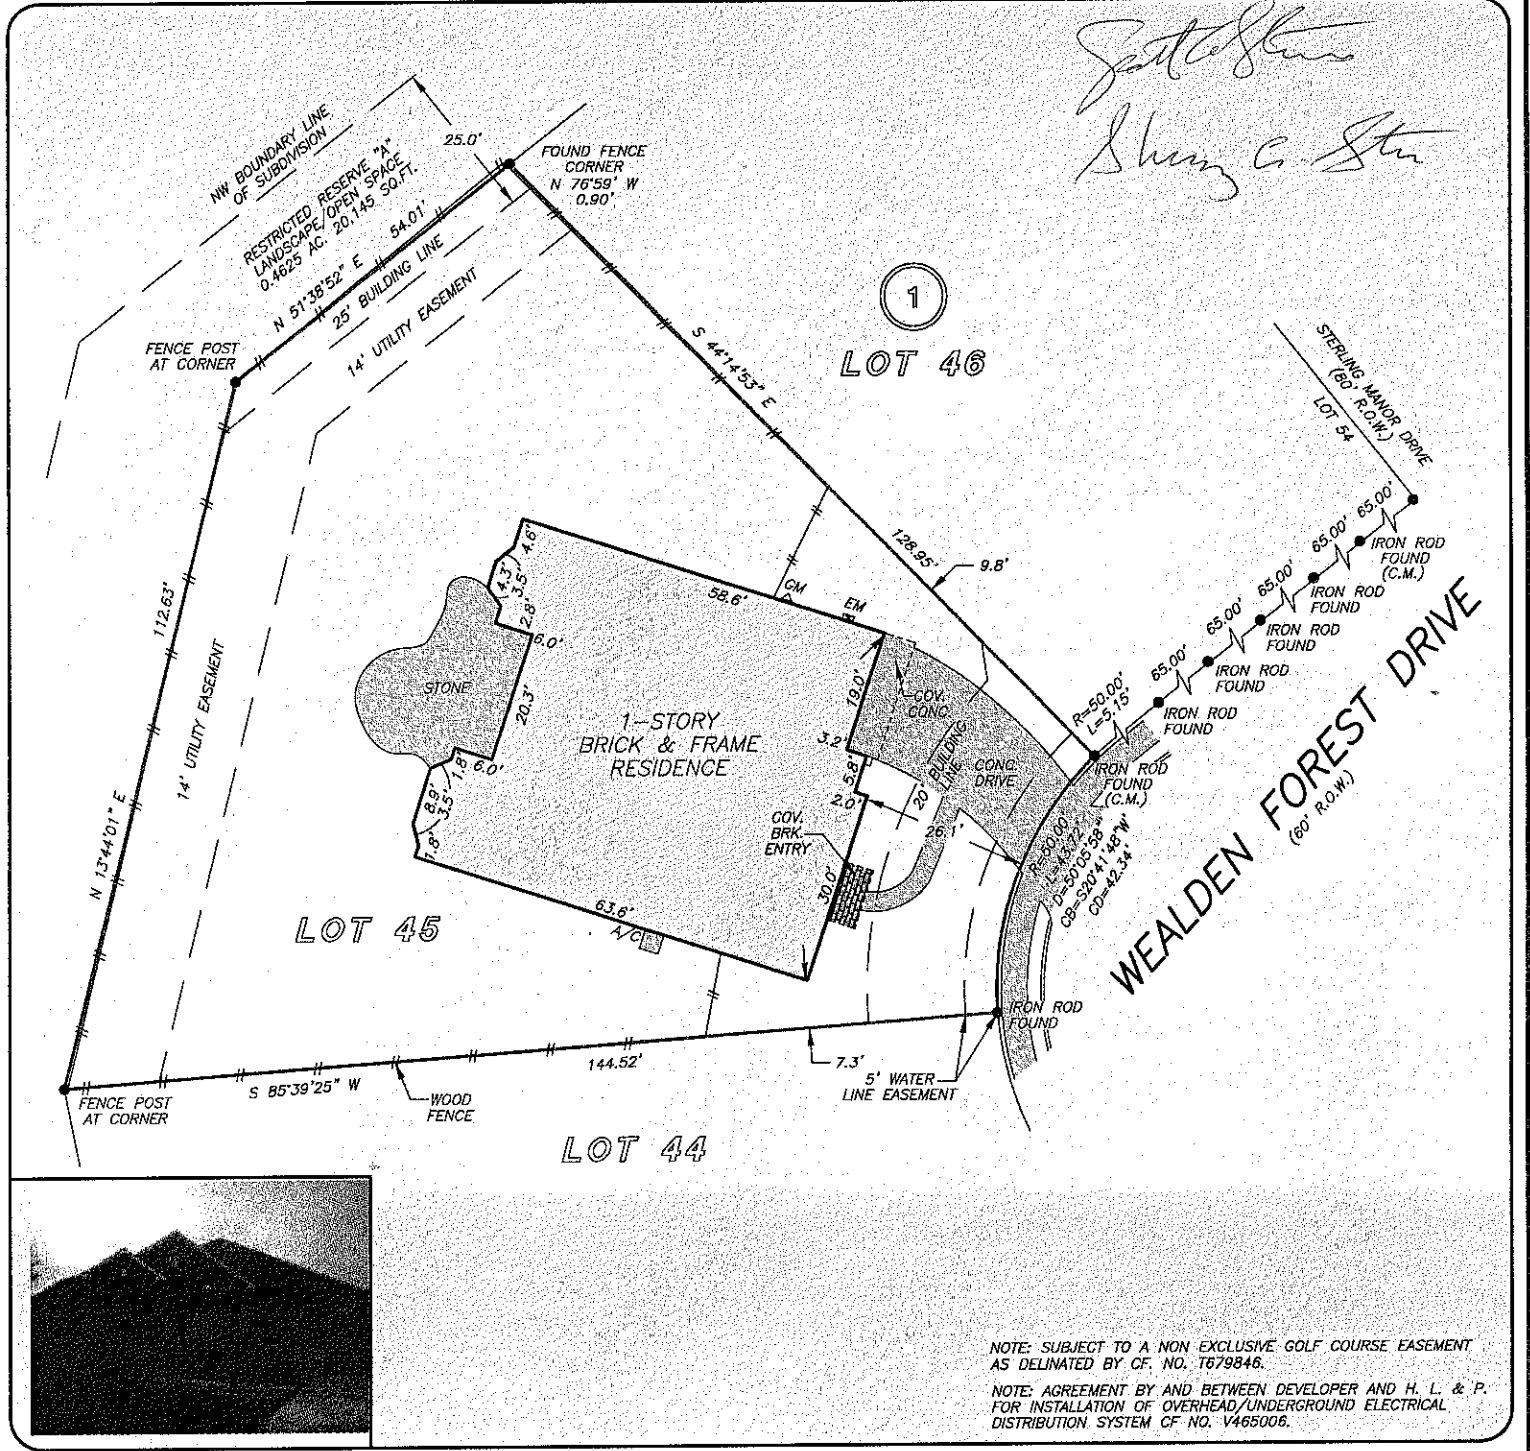 NW BOUNDARY LINE
OF SUBDIVISION
RESTRICTED RESERVE "A"
LANDSCAPE/OPEN SPACE
0.4625 AC. 20,145 SQ.FT.
25.0'
FOUND FENCE
CORNER
N 76°59' W
0.90'
N 51°38'52" E 54.01'
25' BUILDING LINE
14' UTILITY EASEMENT
FENCE POST
AT CORNER
1
LOT 46
S 44°14'53" E
128.95'
9.8'
STERLING MANOR DRIVE
(80' R.O.W.)
LOT 54
65.00'
65.00'
65.00'
65.00'
65.00'
65.00'
IRON ROD
FOUND
(C.M.)
IRON ROD
FOUND
IRON ROD
FOUND
IRON ROD
FOUND
IRON ROD
FOUND
R=50.00'
L=5.15'
IRON ROD
FOUND
(C.M.)
WEALDEN FOREST DRIVE
(60' R.O.W.)
R=50.00'
L=43.72'
D=50°05'58"
CB=S20°41'48"W
CD=42.34'
112.63'
N 13°44'01" E
14' UTILITY EASEMENT
4.6'
4.3'
3.5'
2.8'
6.0'
58.6'
GM
EM
STONE
20.3'
1-STORY
BRICK & FRAME
RESIDENCE
19.0'
COV.
CONC.
3.2'
5.8'
2.0'
20' BUILDING
LINE
CONC.
DRIVE
26.1'
1.8'
6.0'
8.9'
3.5'
1.8'
COV.
BRK.
ENTRY
30.0'
63.6'
A/C
LOT 45
IRON ROD
FOUND
FENCE POST
AT CORNER
S 85°39'25" W
144.52'
WOOD
FENCE
7.3'
5' WATER
LINE EASEMENT
LOT 44
NOTE: SUBJECT TO A NON EXCLUSIVE GOLF COURSE EASEMENT
AS DELINATED BY CF. NO. T679846.
NOTE: AGREEMENT BY AND BETWEEN DEVELOPER AND H. L. & P.
FOR INSTALLATION OF OVERHEAD/UNDERGROUND ELECTRICAL
DISTRIBUTION SYSTEM CF NO. V465006.